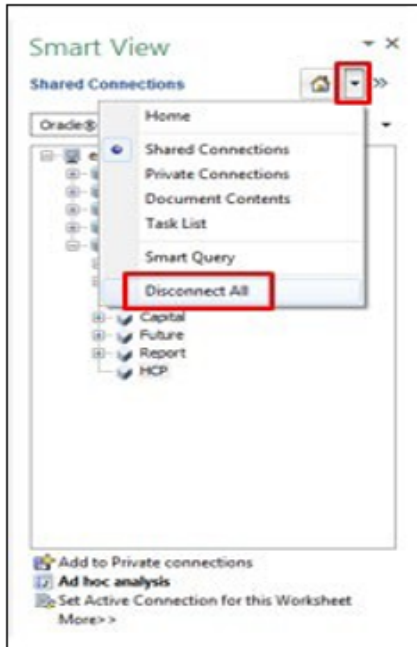 Smart View
Shared Connections
Oracle®
Home
Shared Connections
Private Connections
Document Contents
Task List
Smart Query
Disconnect All
Capital
Future
Report
HCP
Add to Private connections
Ad hoc analysis
Set Active Connection for this Worksheet
More>>